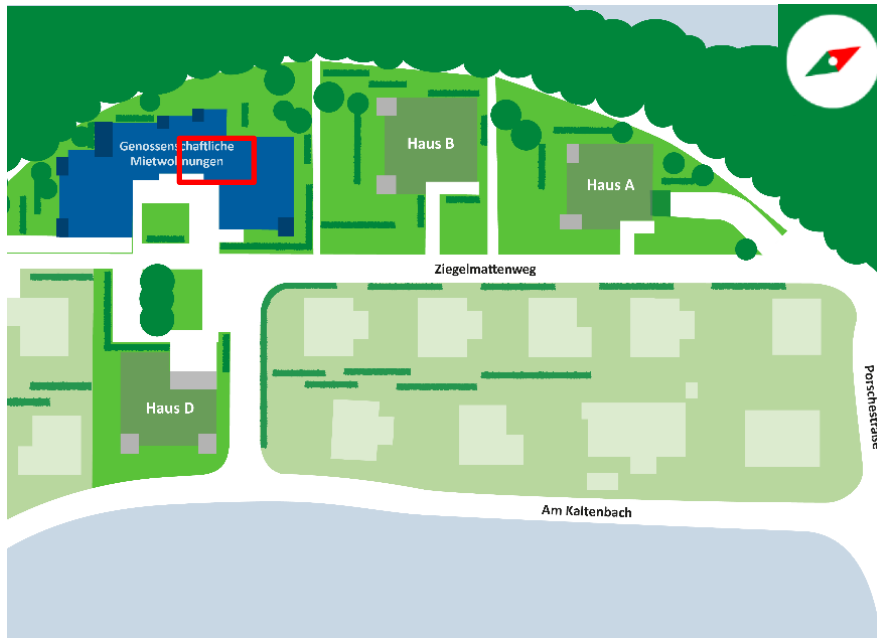 Genossenschaftliche
Mietwohnungen
Haus B
Haus A
Ziegelmattenweg
Porschestraße
Haus D
Am Kaltenbach